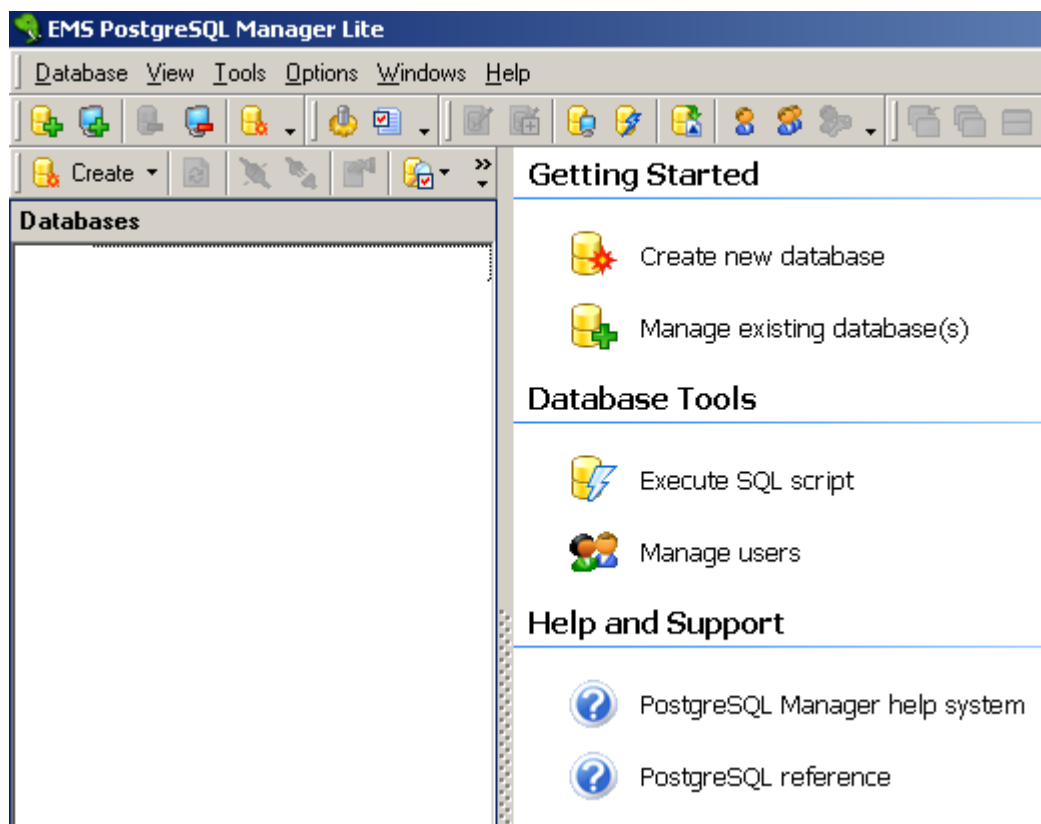 EMS PostgreSQL Manager Lite
Database View Tools Options Windows Help
Create
Databases
Getting Started
Create new database
Manage existing database(s)
Database Tools
Execute SQL script
Manage users
Help and Support
PostgreSQL Manager help system
PostgreSQL reference